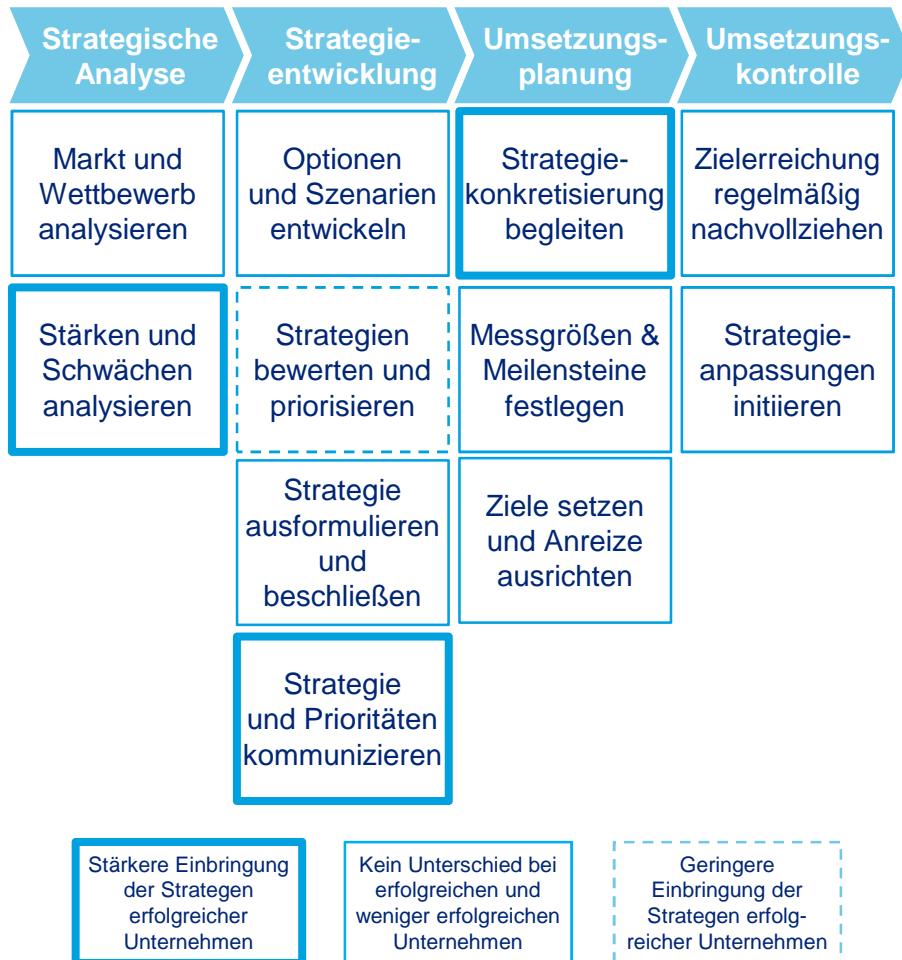 Strategische
Analyse
Strategie-
entwicklung
Umsetzungs-
planung
Umsetzungs-
kontrolle
Markt und
Wettbewerb
analysieren
Stärken und
Schwächen
analysieren
Optionen
und Szenarien
entwickeln
Strategien
bewerten und
priorisieren
Strategie
ausformulieren
und
beschließen
Strategie
und Prioritäten
kommunizieren
Strategie-
konkretisierung
begleiten
Messgrößen &
Meilensteine
festlegen
Ziele setzen
und Anreize
ausrichten
Zielerreichung
regelmäßig
nachvollziehen
Strategie-
anpassungen
initiieren
Stärkere Einbringung
der Strategen
erfolgreicher
Unternehmen
Kein Unterschied bei
erfolgreichen und
weniger erfolgreichen
Unternehmen
Geringere
Einbringung der
Strategen erfolg-
reicher Unternehmen